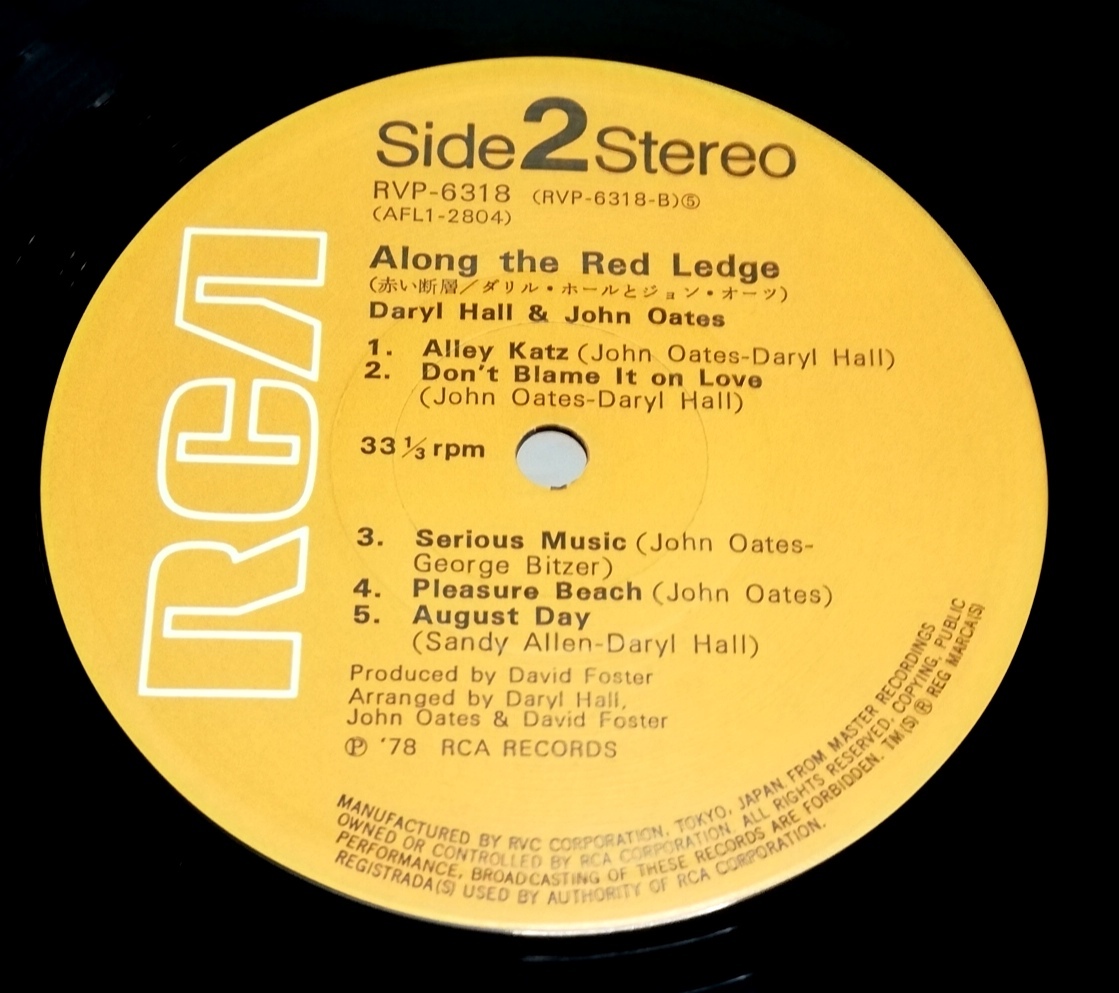 RCA
Side 2 Stereo
RVP-6318 (RVP-6318-B)⑤
(AFL1-2804)
Along the Red Ledge
(赤い断層/ダリル・ホールとジョン・オーツ)
Daryl Hall & John Oates
1. Alley Katz (John Oates-Daryl Hall)
2. Don't Blame It on Love
(John Oates-Daryl Hall)
33 ⅓ rpm
3. Serious Music (John Oates-
George Bitzer)
4. Pleasure Beach (John Oates)
5. August Day
(Sandy Allen-Daryl Hall)
Produced by David Foster
Arranged by Daryl Hall,
John Oates & David Foster
℗ '78 RCA RECORDS
MANUFACTURED BY RVC CORPORATION, TOKYO, JAPAN FROM MASTER RECORDINGS
OWNED OR CONTROLLED BY RCA CORPORATION. ALL RIGHTS RESERVED, COPYING, PUBLIC
PERFORMANCE, BROADCASTING OF THESE RECORDS ARE FORBIDDEN. TM(S) ® REG MARCA(S)
REGISTRADA(S) USED BY AUTHORITY OF RCA CORPORATION.